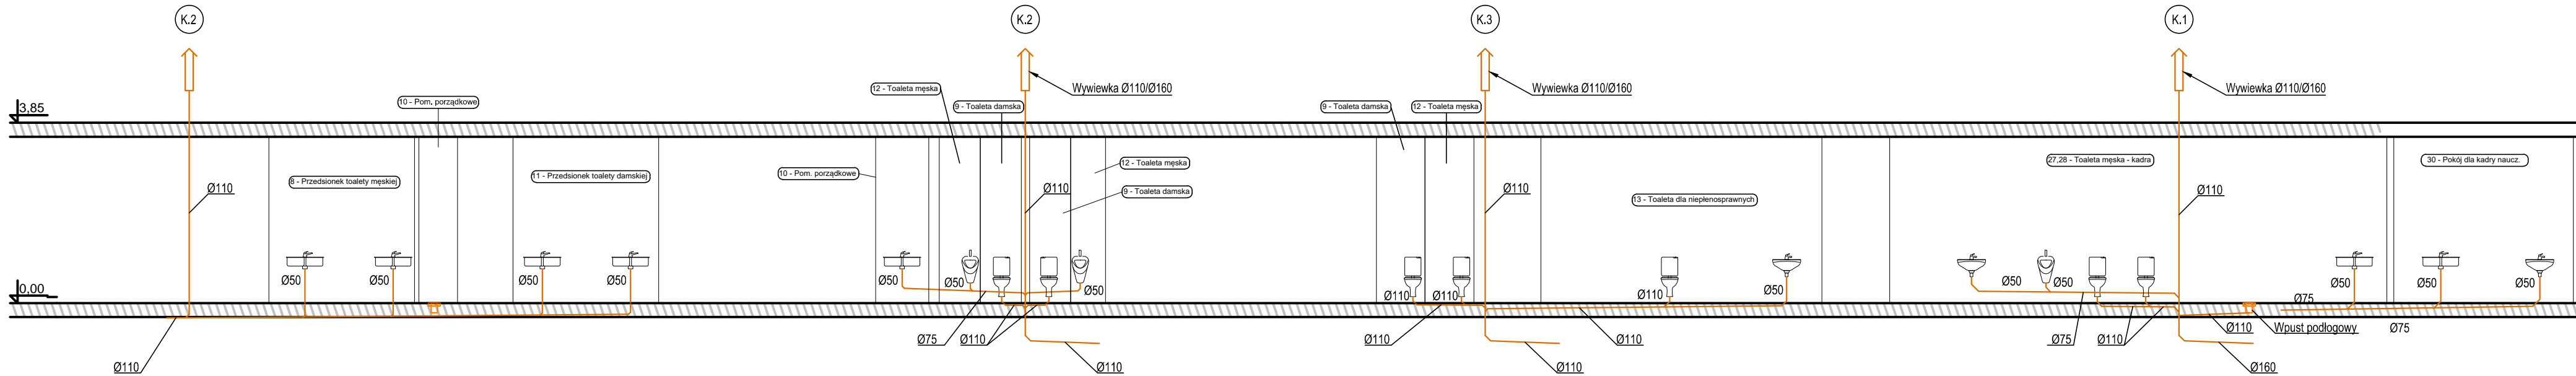 K.2
K.2
K.3
K.1
Wywiewka Ø110/Ø160
Wywiewka Ø110/Ø160
Wywiewka Ø110/Ø160
3,85
10 - Pom. porządkowe
12 - Toaleta męska
9 - Toaleta damska
9 - Toaleta damska
12 - Toaleta męska
8 - Przedsionek toalety męskiej
11 - Przedsionek toalety damskiej
10 - Pom. porządkowe
12 - Toaleta męska
9 - Toaleta damska
13 - Toaleta dla niepłenosprawnych
27,28 - Toaleta męska - kadra
30 - Pokój dla kadry naucz.
Ø110
Ø110
Ø110
Ø110
0,00
Ø50
Ø50
Ø50
Ø50
Ø50
Ø50
Ø50
Ø110
Ø110
Ø110
Ø50
Ø50
Ø50
Ø50
Ø50
Ø50
Ø75
Ø75
Ø110
Ø110
Ø110
Ø75
Ø110
Ø110
Wpust podłogowy
Ø75
Ø110
Ø110
Ø110
Ø160